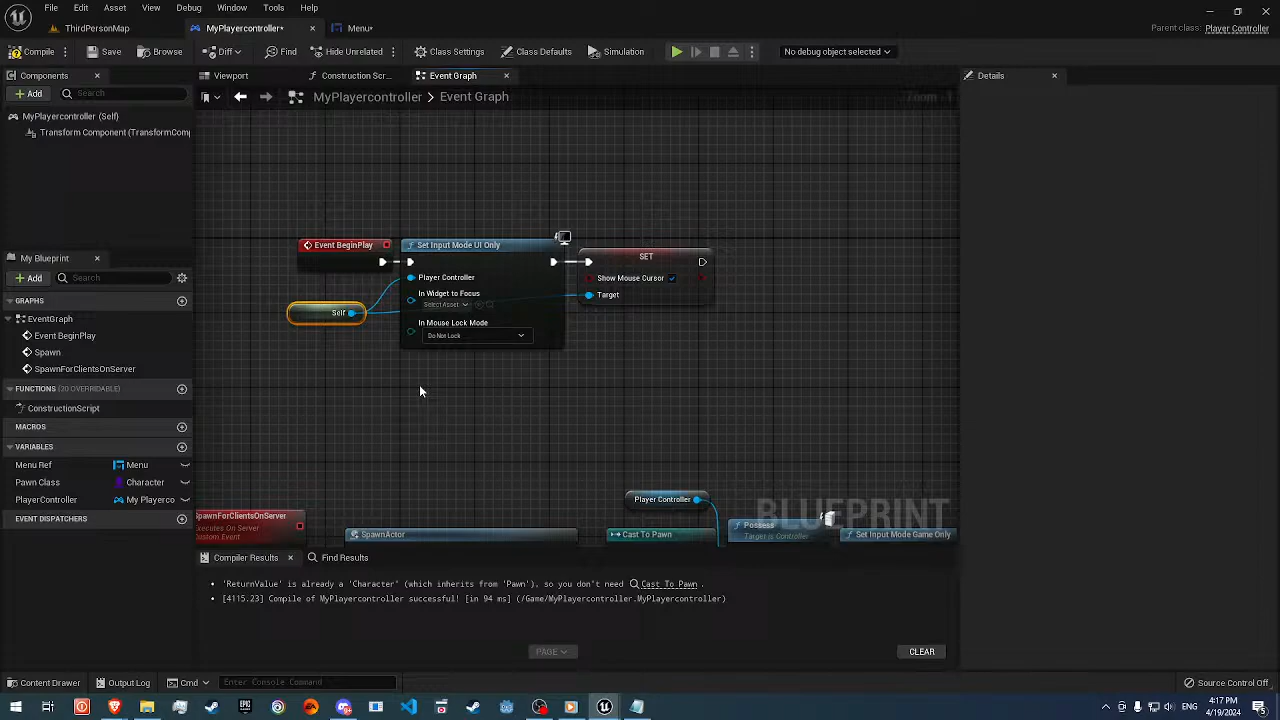 File Edit Asset View Debug Window Tools Help
ThirdPersonMap MyPlayercontroller* Menu* Parent class: Player Controller
Compile Save Browse Diff Find Hide Unrelated Class Settings Class Defaults Simulation No debug object selected
Components Viewport Construction Scr... Event Graph Details
Add Search MyPlayercontroller > Event Graph Zoom -1
MyPlayercontroller (Self)
Transform Component (TransformComp
Event BeginPlay Set Input Mode UI Only SET
Player Controller Show Mouse Cursor
In Widget to Focus Target
Select Asset
Self
In Mouse Lock Mode
Do Not Lock
My Blueprint
Add Search
GRAPHS
EventGraph
Event BeginPlay
Spawn
SpawnForClientsOnServer
FUNCTIONS (20 OVERRIDABLE)
ConstructionScript
MACROS
VARIABLES
Menu Ref Menu
Pawn Class Character
PlayerController My Playerco
EVENT DISPATCHERS
Player Controller
BLUEPRINT
SpawnForClientsOnServer
Executes On Server
Custom Event
SpawnActor Cast To Pawn Possess Set Input Mode Game Only
Target is Controller
Compiler Results Find Results
'ReturnValue' is already a 'Character' (which inherits from 'Pawn'), so you don't need Cast To Pawn .
[4115.23] Compile of MyPlayercontroller successful! [in 94 ms] (/Game/MyPlayercontroller.MyPlayercontroller)
PAGE CLEAR
Content Drawer Output Log Cmd Enter Console Command Source Control Off
EPIC EA
4:17 PM
4/19/2024